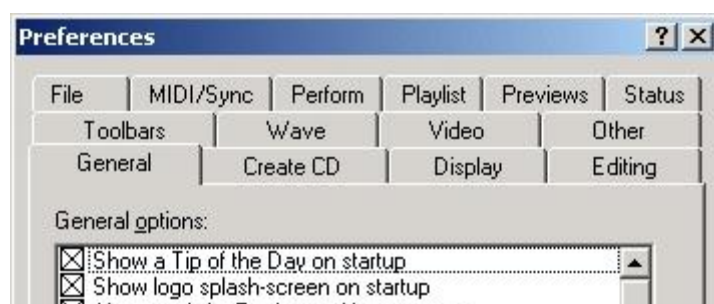 Preferences
File MIDI/Sync Perform Playlist Previews Status
Toolbars Wave Video Other
General Create CD Display Editing
General options:
Show a Tip of the Day on startup
Show logo splash-screen on startup